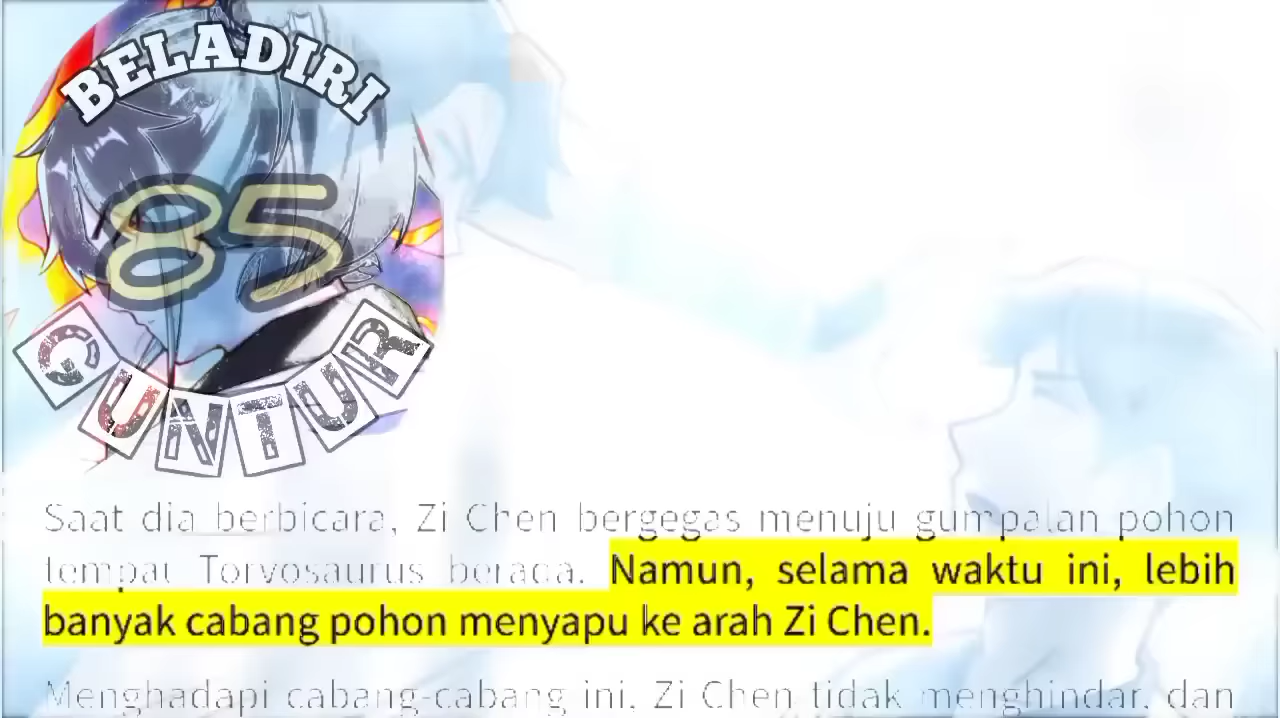 BELADIRI
85
GUNTUR
Saat dia berbicara, Zi Chen bergegas menuju gumpalan pohon
tempat Torvosaurus berada. Namun, selama waktu ini, lebih
banyak cabang pohon menyapu ke arah Zi Chen.
Menghadapi cabang-cabang ini, Zi Chen tidak menghindar, dan